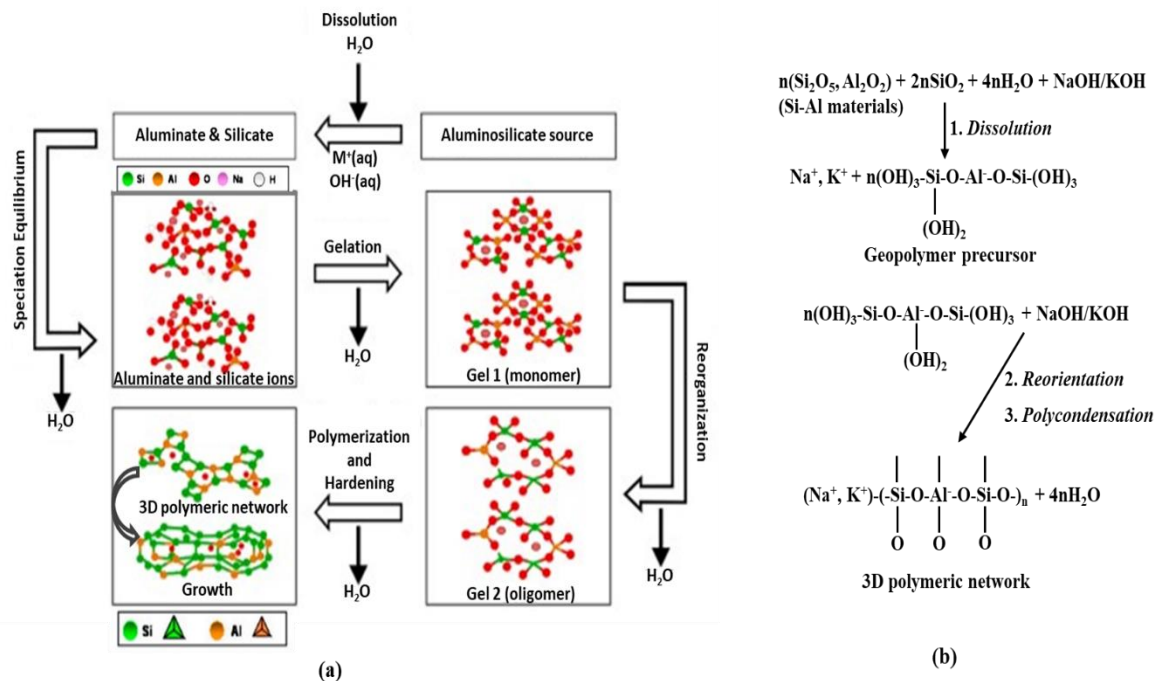 Dissolution
H₂O
Aluminate & Silicate
Aluminosilicate source
M⁺(aq)
OH⁻(aq)
Si Al O Na H
Speciation Equilibrium
H₂O
Gelation
H₂O
Aluminate and silicate ions
Gel 1 (monomer)
Reorganization
H₂O
Polymerization
and
Hardening
H₂O
3D polymeric network
Growth
Gel 2 (oligomer)
Si Al
(a)
n(Si₂O₅, Al₂O₂) + 2nSiO₂ + 4nH₂O + NaOH/KOH
(Si-Al materials)
1. Dissolution
Na⁺, K⁺ + n(OH)₃-Si-O-Al⁻-O-Si-(OH)₃
(OH)₂
Geopolymer precursor
n(OH)₃-Si-O-Al⁻-O-Si-(OH)₃ + NaOH/KOH
(OH)₂
2. Reorientation
3. Polycondensation
(Na⁺, K⁺)-(-Si-O-Al⁻-O-Si-O-)ₙ + 4nH₂O
O O O
3D polymeric network
(b)